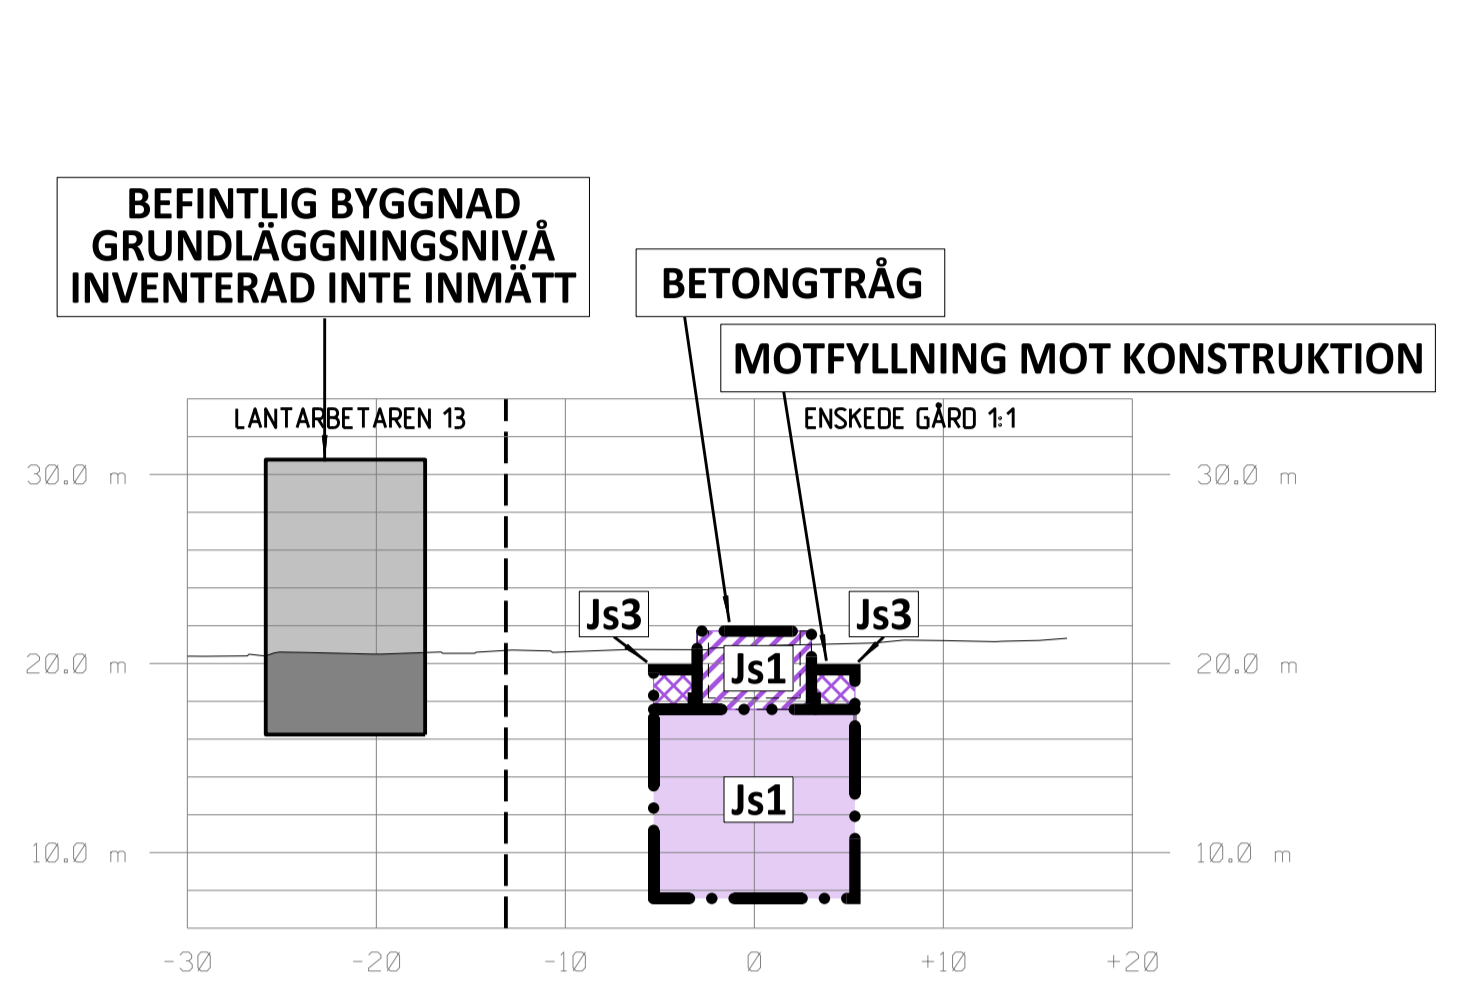 BEFINTLIG BYGGNAD
GRUNDLÄGGNINGSNIVÅ
INVENTERAD INTE INMÄTT
BETONGTRÅG
MOTFYLLNING MOT KONSTRUKTION
LANTARBETAREN 13
ENSKEDE GÅRD 1:1
30.0 m
30.0 m
Js3
Js3
20.0 m
Js1
20.0 m
Js1
10.0 m
10.0 m
-30
-20
-10
0
+10
+20